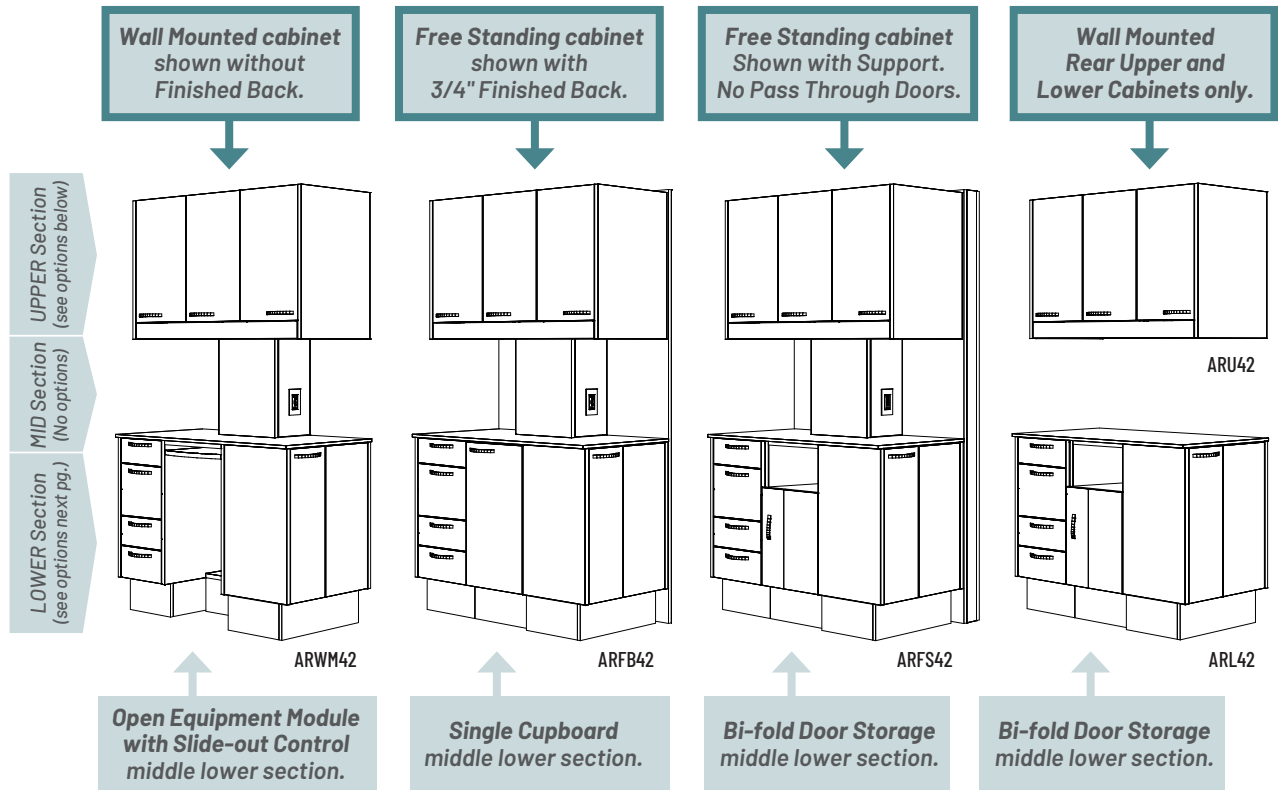 Wall Mounted cabinet
shown without
Finished Back.
Free Standing cabinet
shown with
3/4" Finished Back.
Free Standing cabinet
Shown with Support.
No Pass Through Doors.
Wall Mounted
Rear Upper and
Lower Cabinets only.
UPPER Section
(see options below)
MID Section
(No options)
LOWER Section
(see options next pg.)
ARU42
ARWM42
ARFB42
ARFS42
ARL42
Open Equipment Module
with Slide-out Control
middle lower section.
Single Cupboard
middle lower section.
Bi-fold Door Storage
middle lower section.
Bi-fold Door Storage
middle lower section.